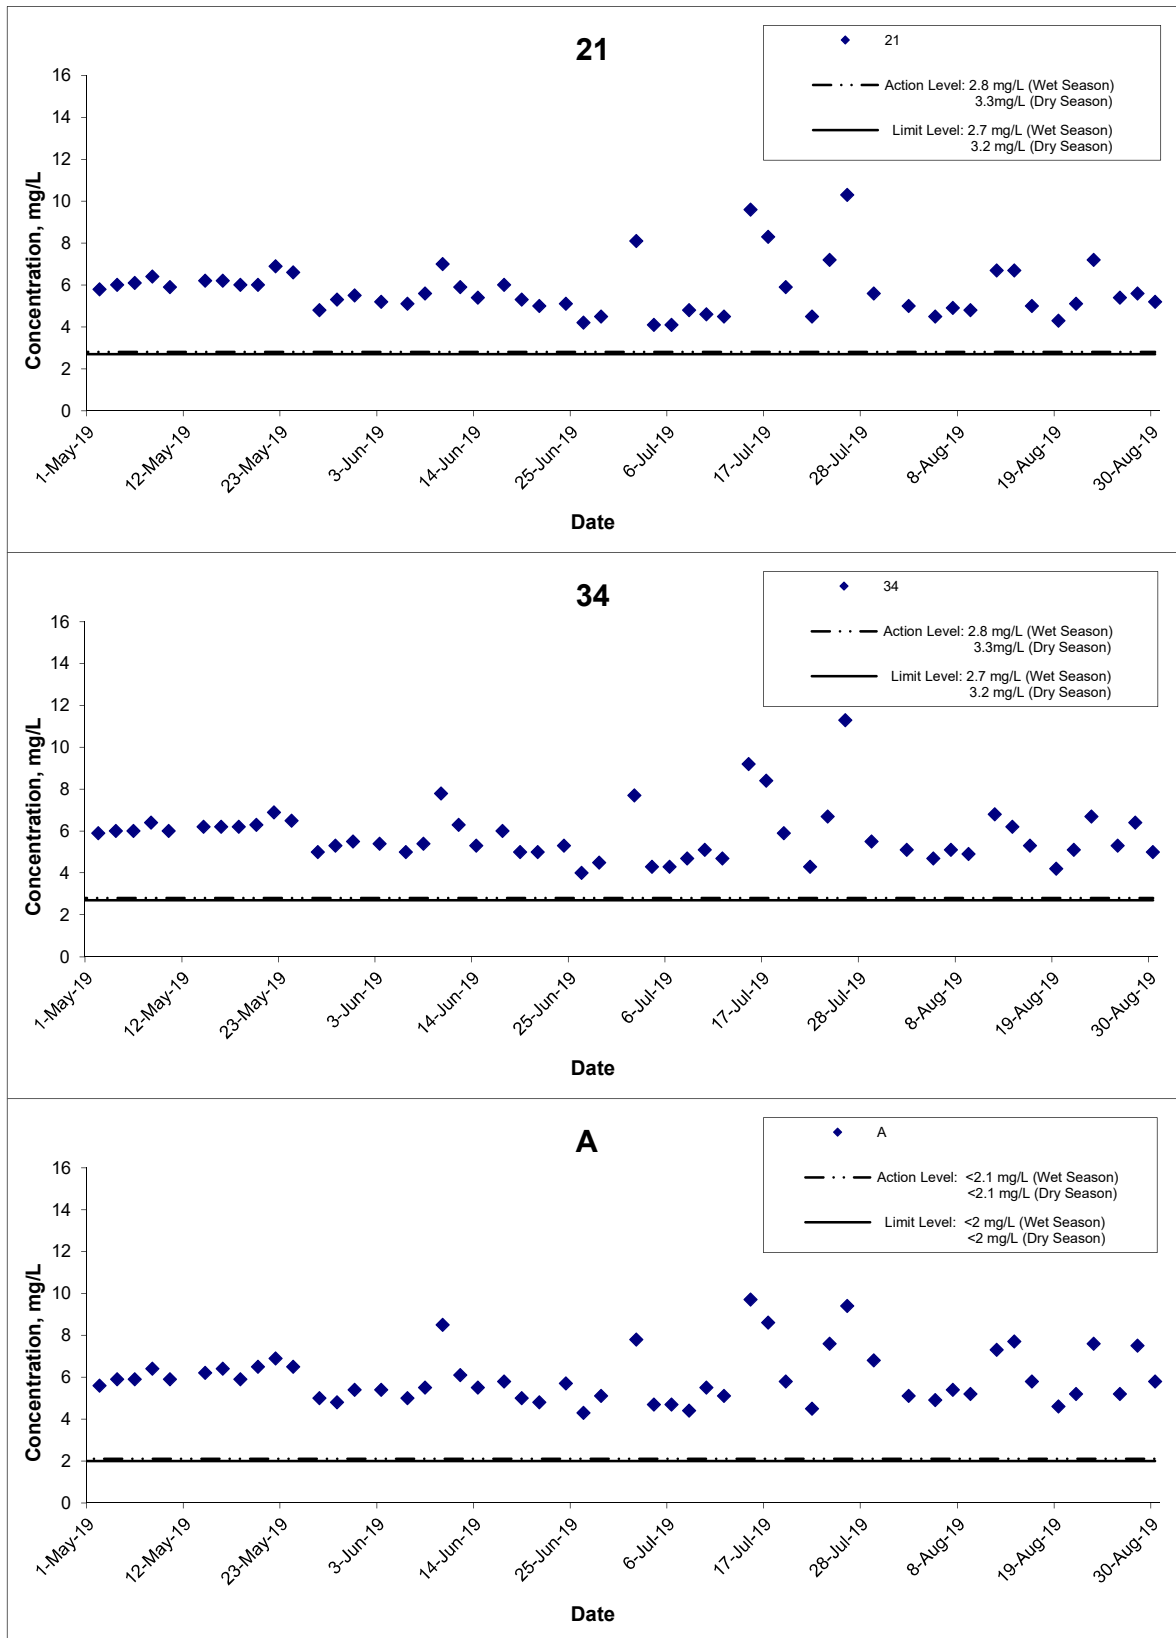 21
21
Action Level: 2.8 mg/L (Wet Season)
3.3mg/L (Dry Season)
Limit Level: 2.7 mg/L (Wet Season)
3.2 mg/L (Dry Season)
Concentration, mg/L
16
14
12
10
8
6
4
2
0
1-May-19
12-May-19
23-May-19
3-Jun-19
14-Jun-19
25-Jun-19
6-Jul-19
17-Jul-19
28-Jul-19
8-Aug-19
19-Aug-19
30-Aug-19
Date
34
34
Action Level: 2.8 mg/L (Wet Season)
3.3mg/L (Dry Season)
Limit Level: 2.7 mg/L (Wet Season)
3.2 mg/L (Dry Season)
Concentration, mg/L
16
14
12
10
8
6
4
2
0
1-May-19
12-May-19
23-May-19
3-Jun-19
14-Jun-19
25-Jun-19
6-Jul-19
17-Jul-19
28-Jul-19
8-Aug-19
19-Aug-19
30-Aug-19
Date
A
A
Action Level: <2.1 mg/L (Wet Season)
<2.1 mg/L (Dry Season)
Limit Level: <2 mg/L (Wet Season)
<2 mg/L (Dry Season)
Concentration, mg/L
16
14
12
10
8
6
4
2
0
1-May-19
12-May-19
23-May-19
3-Jun-19
14-Jun-19
25-Jun-19
6-Jul-19
17-Jul-19
28-Jul-19
8-Aug-19
19-Aug-19
30-Aug-19
Date